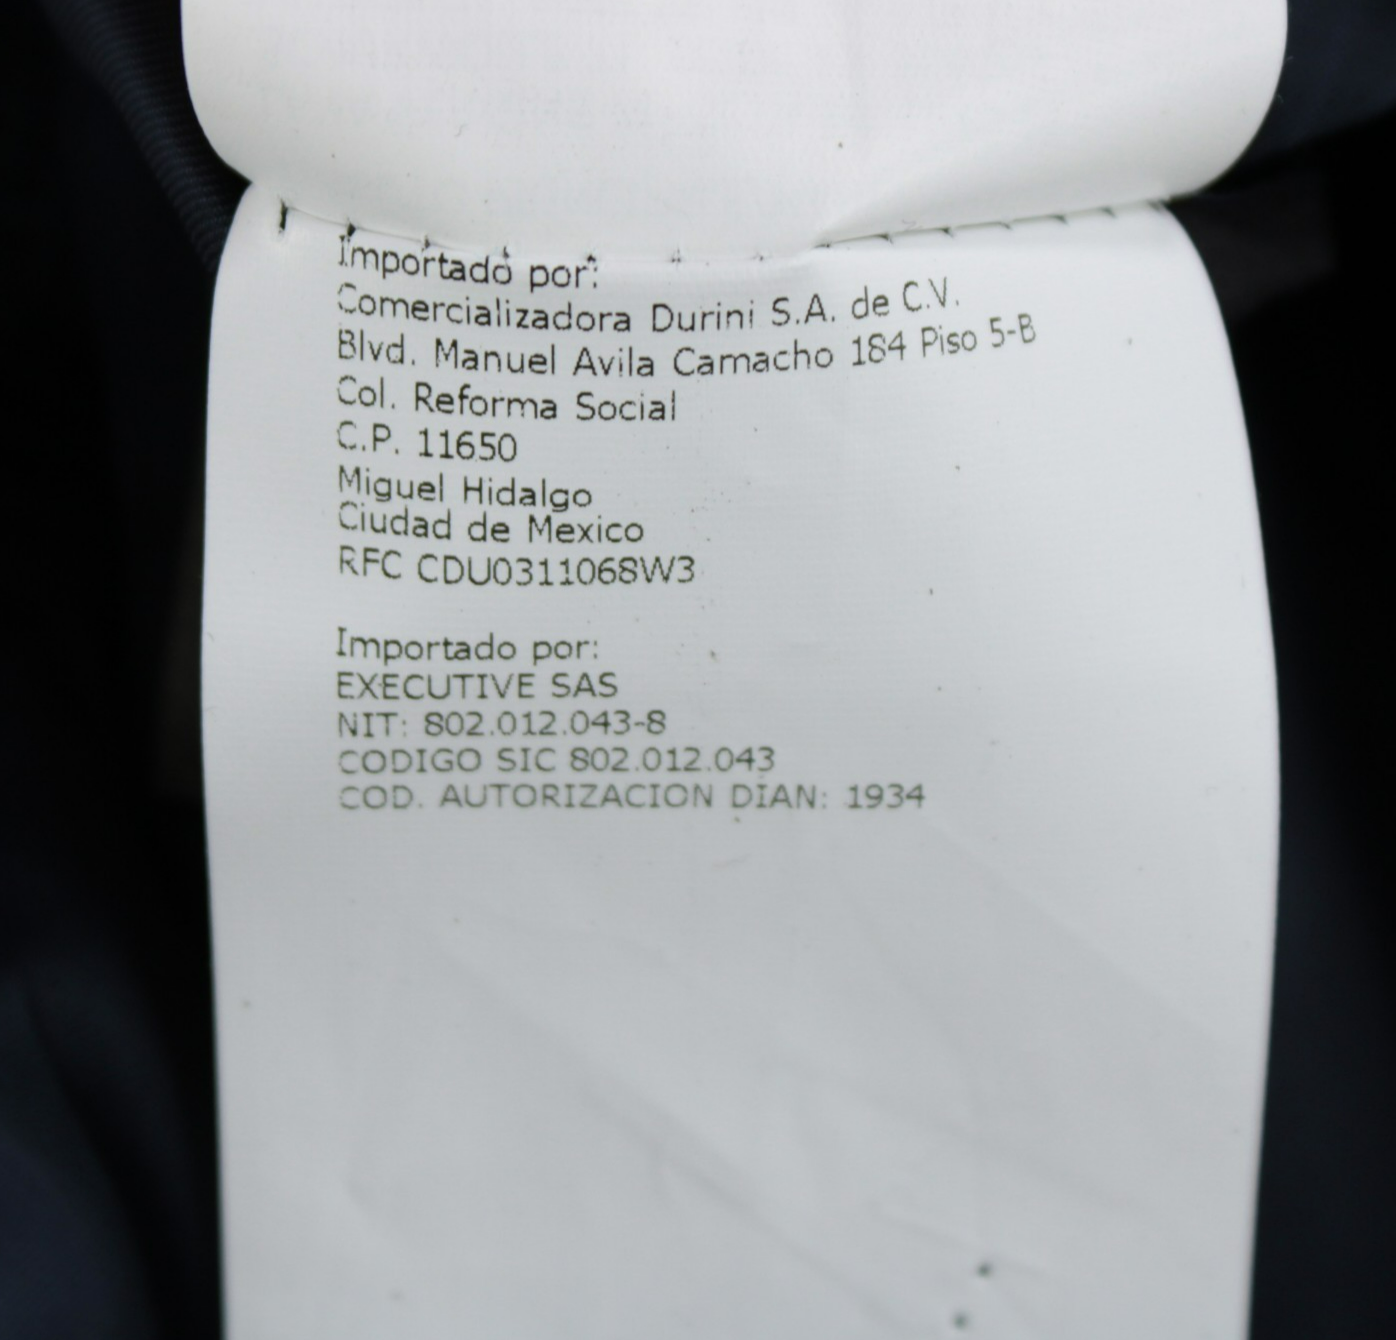 Importado por:
Comercializadora Durini S.A. de C.V.
Blvd. Manuel Avila Camacho 184 Piso 5-B
Col. Reforma Social
C.P. 11650
Miguel Hidalgo
Ciudad de Mexico
RFC CDU0311068W3
Importado por:
EXECUTIVE SAS
NIT: 802.012.043-8
CODIGO SIC 802.012.043
COD. AUTORIZACION DIAN: 1934